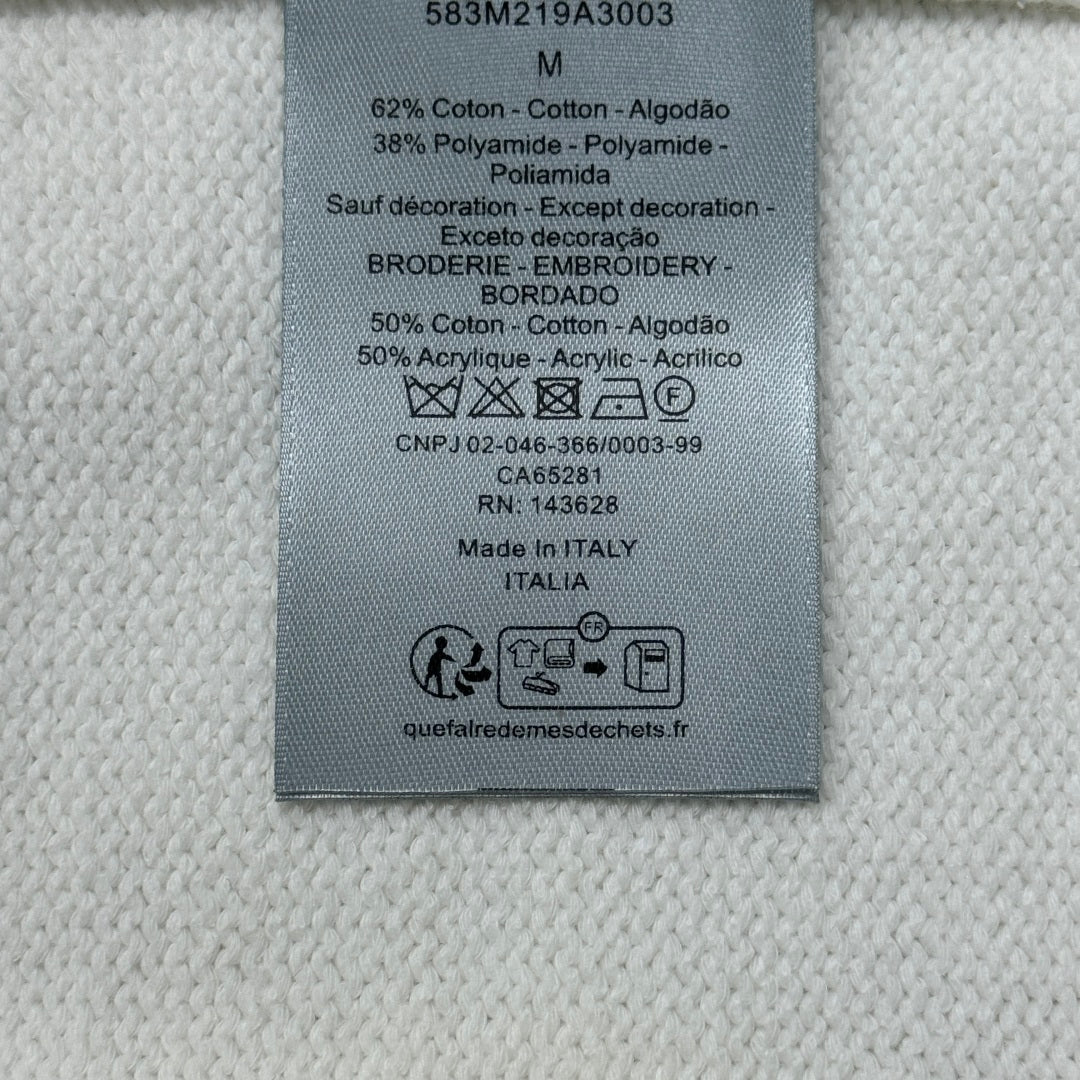 583M219A3003
M
62% Coton - Cotton - Algodão
38% Polyamide - Polyamide -
Poliamida
Sauf décoration - Except decoration -
Exceto decoração
BRODERIE - EMBROIDERY -
BORDADO
50% Coton - Cotton - Algodão
50% Acrylique - Acrylic - Acrilico
F
CNPJ 02-046-366/0003-99
CA65281
RN: 143628
Made In ITALY
ITALIA
FR
quefalredemesdechets.fr